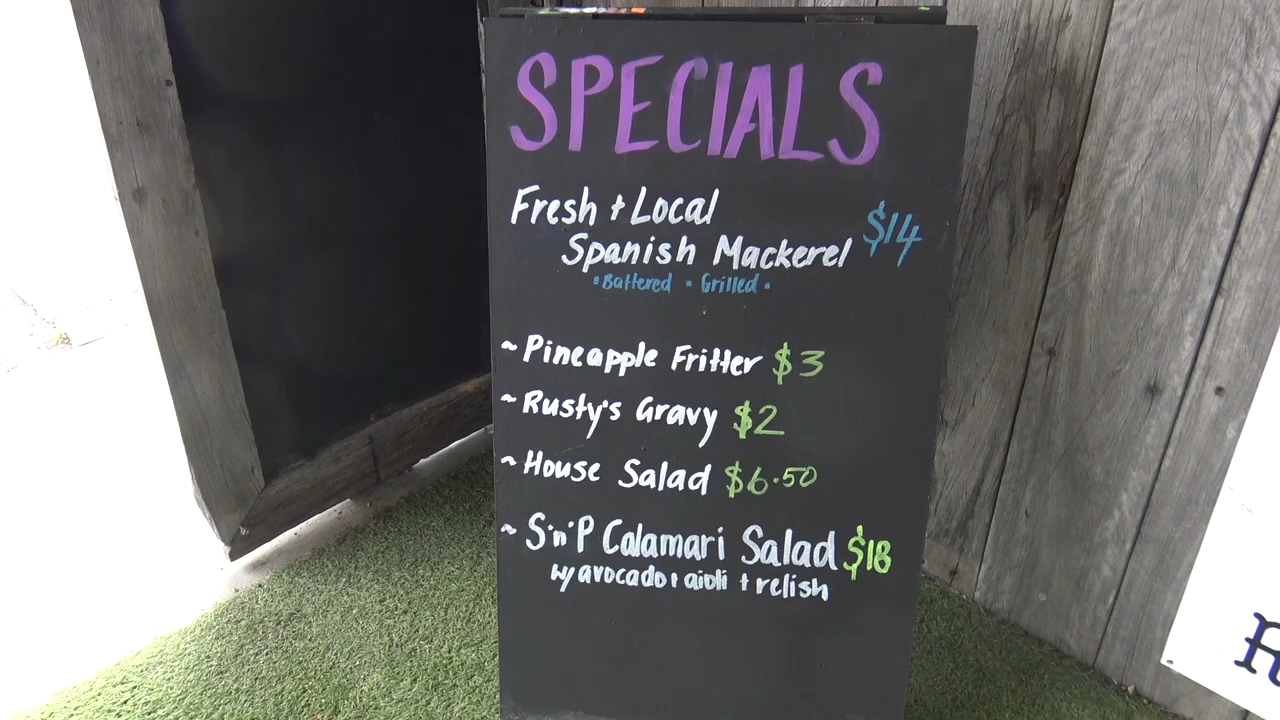 SPECIALS
Fresh + Local
Spanish Mackerel $14
•Battered • Grilled •
~Pineapple Fritter $3
~Rusty's Gravy $2
~House Salad $6.50
~S'n'P Calamari Salad $18
w/ avocado + aioli + relish